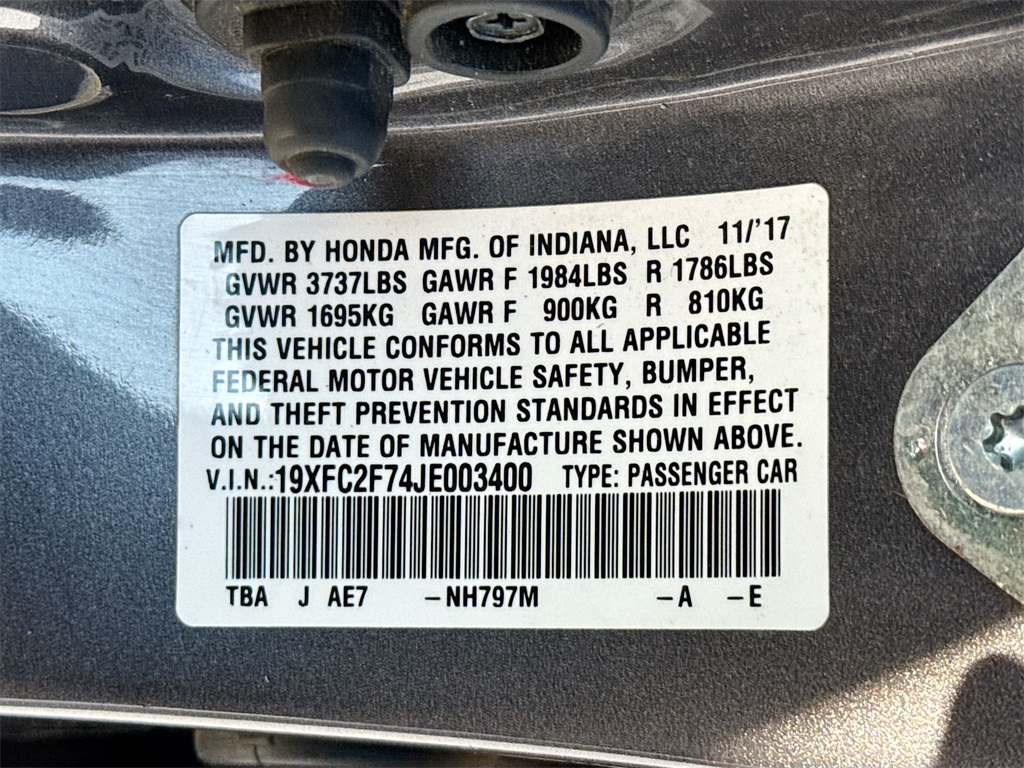 MFD. BY HONDA MFG. OF INDIANA, LLC 11/'17
GVWR 3737LBS GAWR F 1984LBS R 1786LBS
GVWR 1695KG GAWR F 900KG R 810KG
THIS VEHICLE CONFORMS TO ALL APPLICABLE
FEDERAL MOTOR VEHICLE SAFETY, BUMPER,
AND THEFT PREVENTION STANDARDS IN EFFECT
ON THE DATE OF MANUFACTURE SHOWN ABOVE.
V.I.N.:19XFC2F74JE003400 TYPE: PASSENGER CAR
TBA J AE7 -NH797M -A -E